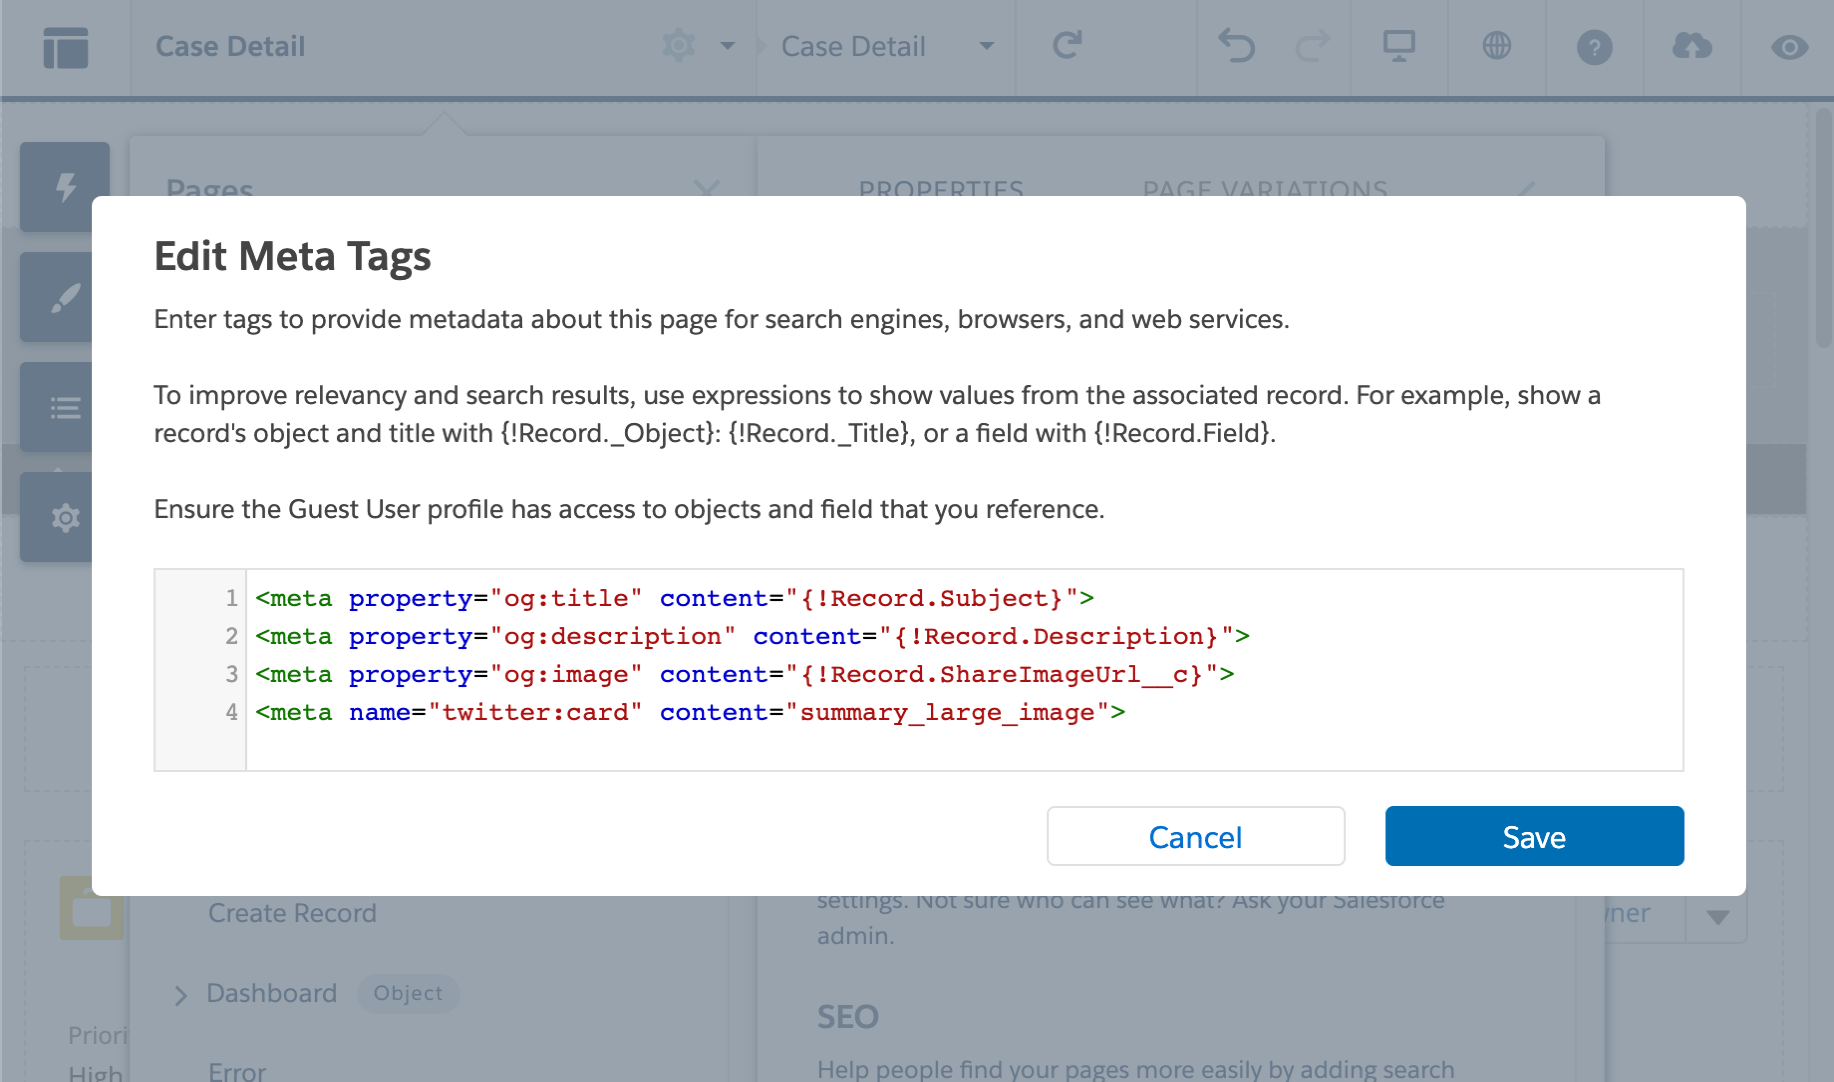 Case Detail
Case Detail
Pages
PROPERTIES
PAGE VARIATIONS
Edit Meta Tags
Enter tags to provide metadata about this page for search engines, browsers, and web services.
To improve relevancy and search results, use expressions to show values from the associated record. For example, show a
record's object and title with {!Record._Object}: {!Record._Title}, or a field with {!Record.Field}.
Ensure the Guest User profile has access to objects and field that you reference.
1 <meta property="og:title" content="{!Record.Subject}">
2 <meta property="og:description" content="{!Record.Description}">
3 <meta property="og:image" content="{!Record.ShareImageUrl__c}">
4 <meta name="twitter:card" content="summary_large_image">
Cancel
Save
Create Record
settings. Not sure who can see what? Ask your Salesforce
admin.
Dashboard
Object
SEO
Error
High
Help people find your pages more easily by adding search